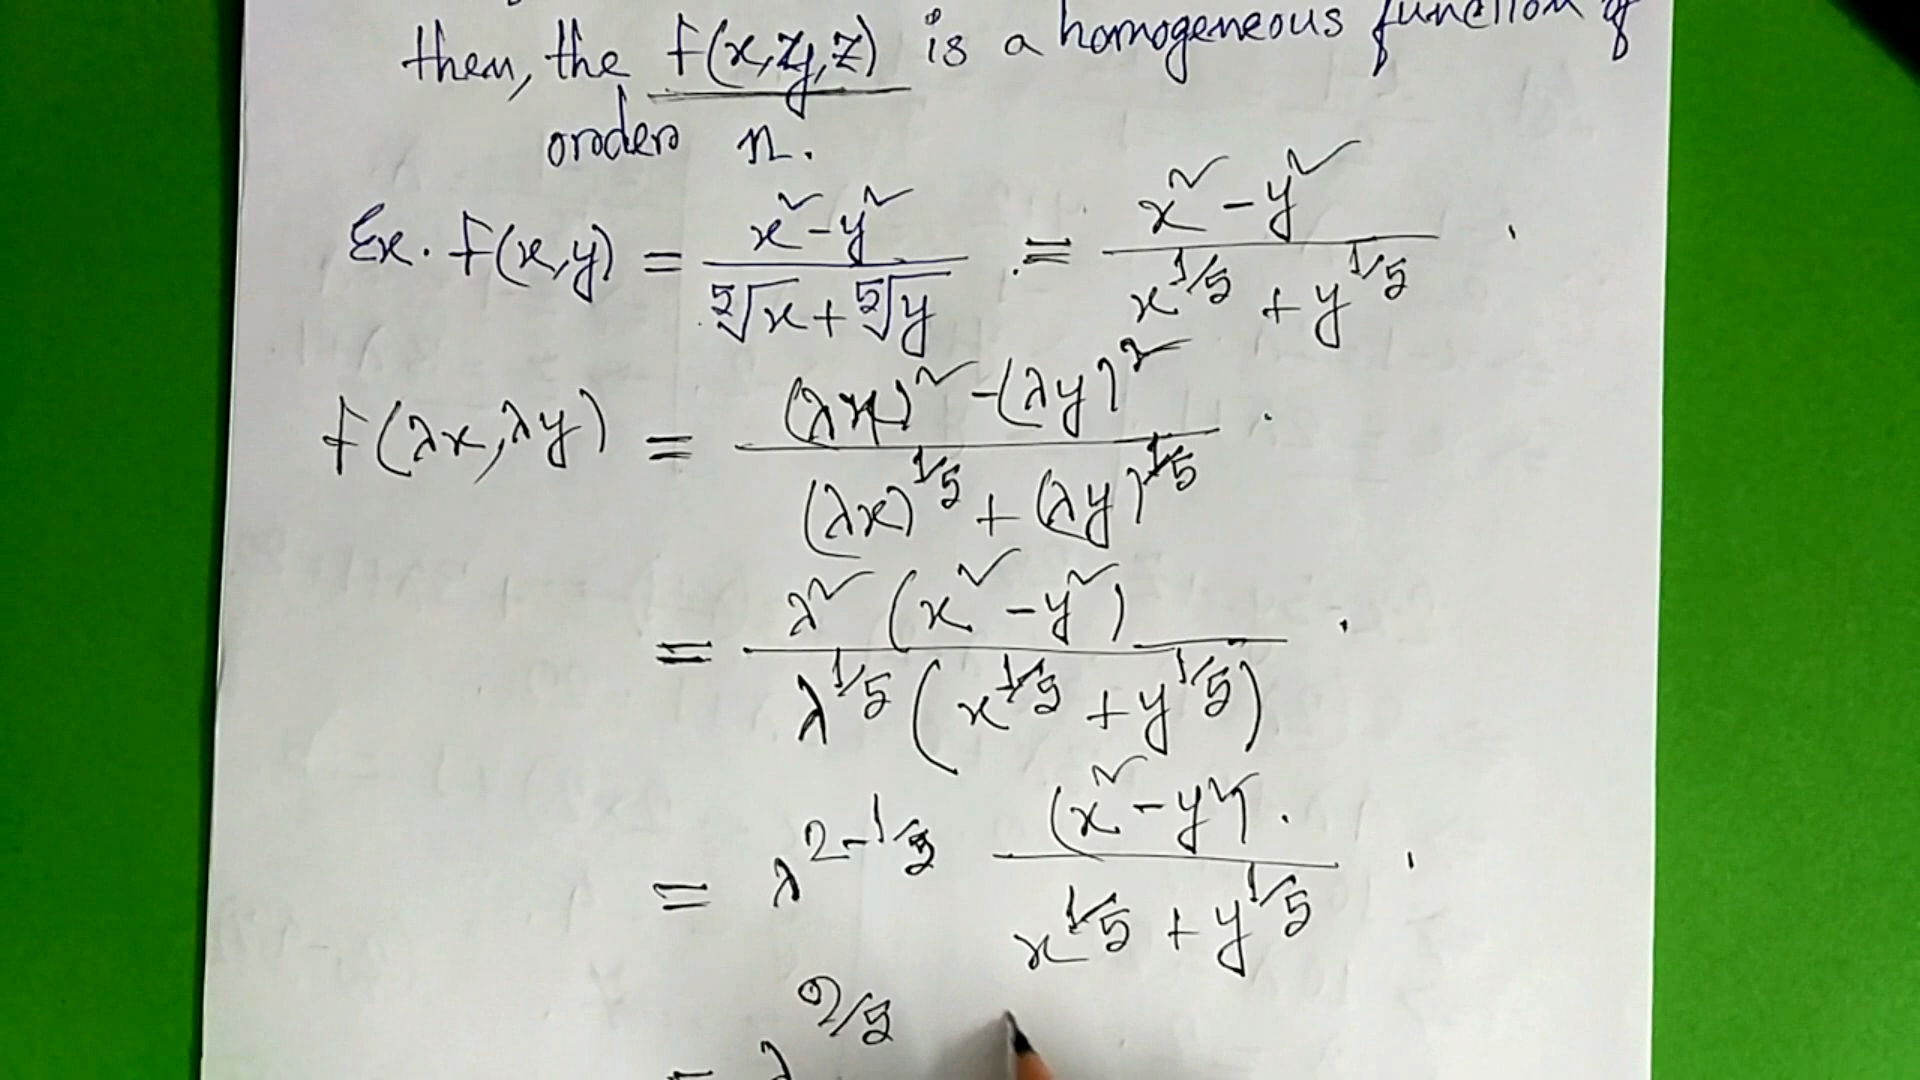 then, the f(x,y,z) is a homogeneous function of
order n.
Ex. f(x,y) = x²-y² / ⁵√x + ⁵√y = x²-y² / x^1/5 + y^1/5
f(λx,λy) = (λx)² - (λy)² / (λx)^1/5 + (λy)^1/5
= λ² (x²-y²) / λ^1/5 (x^1/5 + y^1/5)
= λ^2-1/5 (x²-y²) / x^1/5 + y^1/5
= λ^9/5